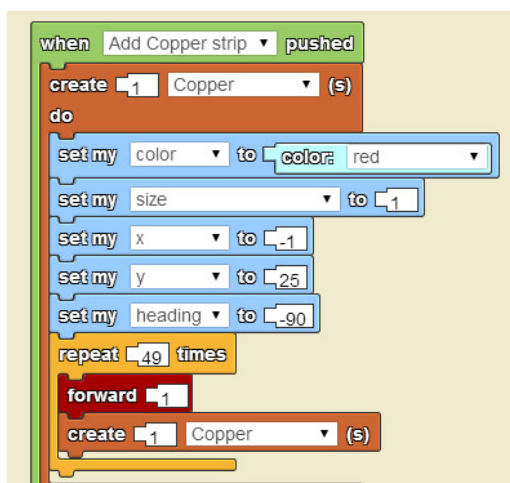 when Add Copper strip ▼ pushed
create 1 Copper ▼ (s)
do
set my color ▼ to color: red ▼
set my size ▼ to 1
set my x ▼ to -1
set my y ▼ to 25
set my heading ▼ to -90
repeat 49 times
forward 1
create 1 Copper ▼ (s)